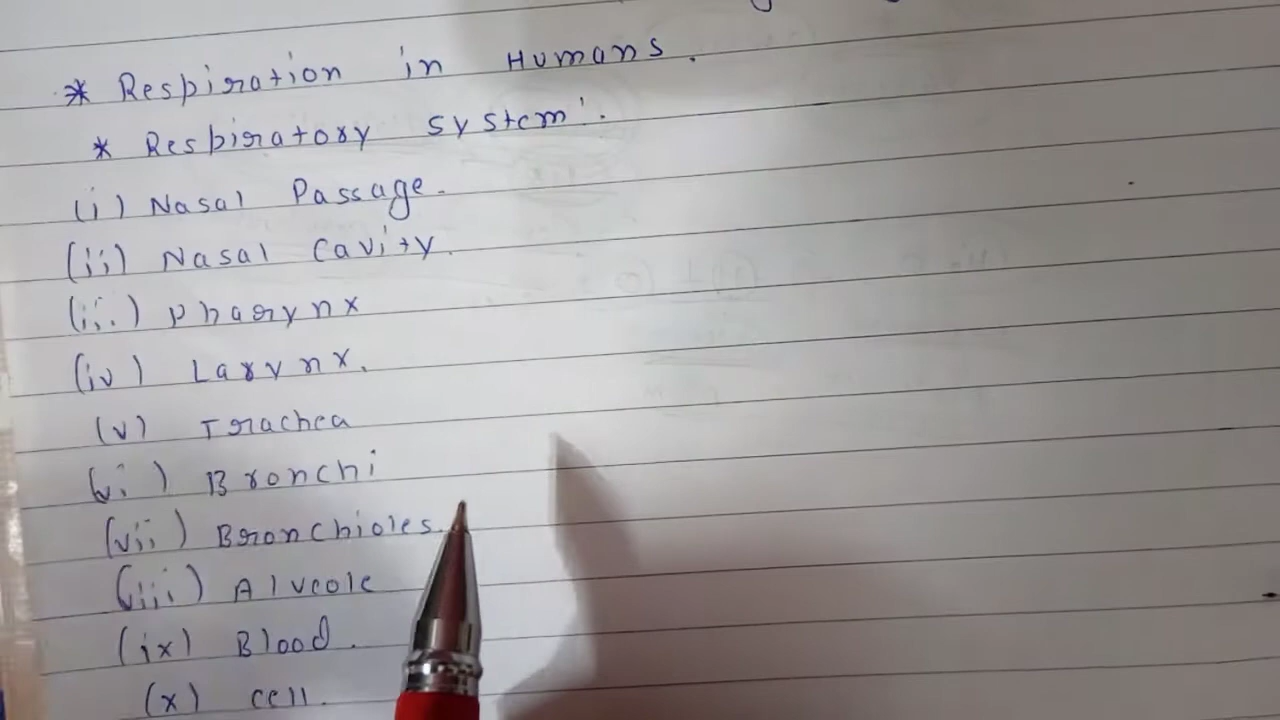 * Respiration in Humans.
* Respiratory system:
(i) Nasal Passage.
(ii) Nasal Cavity.
(iii) Pharynx
(iv) Larynx.
(v) Trachea
(vi) Bronchi
(vii) Bronchioles.
(viii) Alveole
(ix) Blood.
(x) cell.